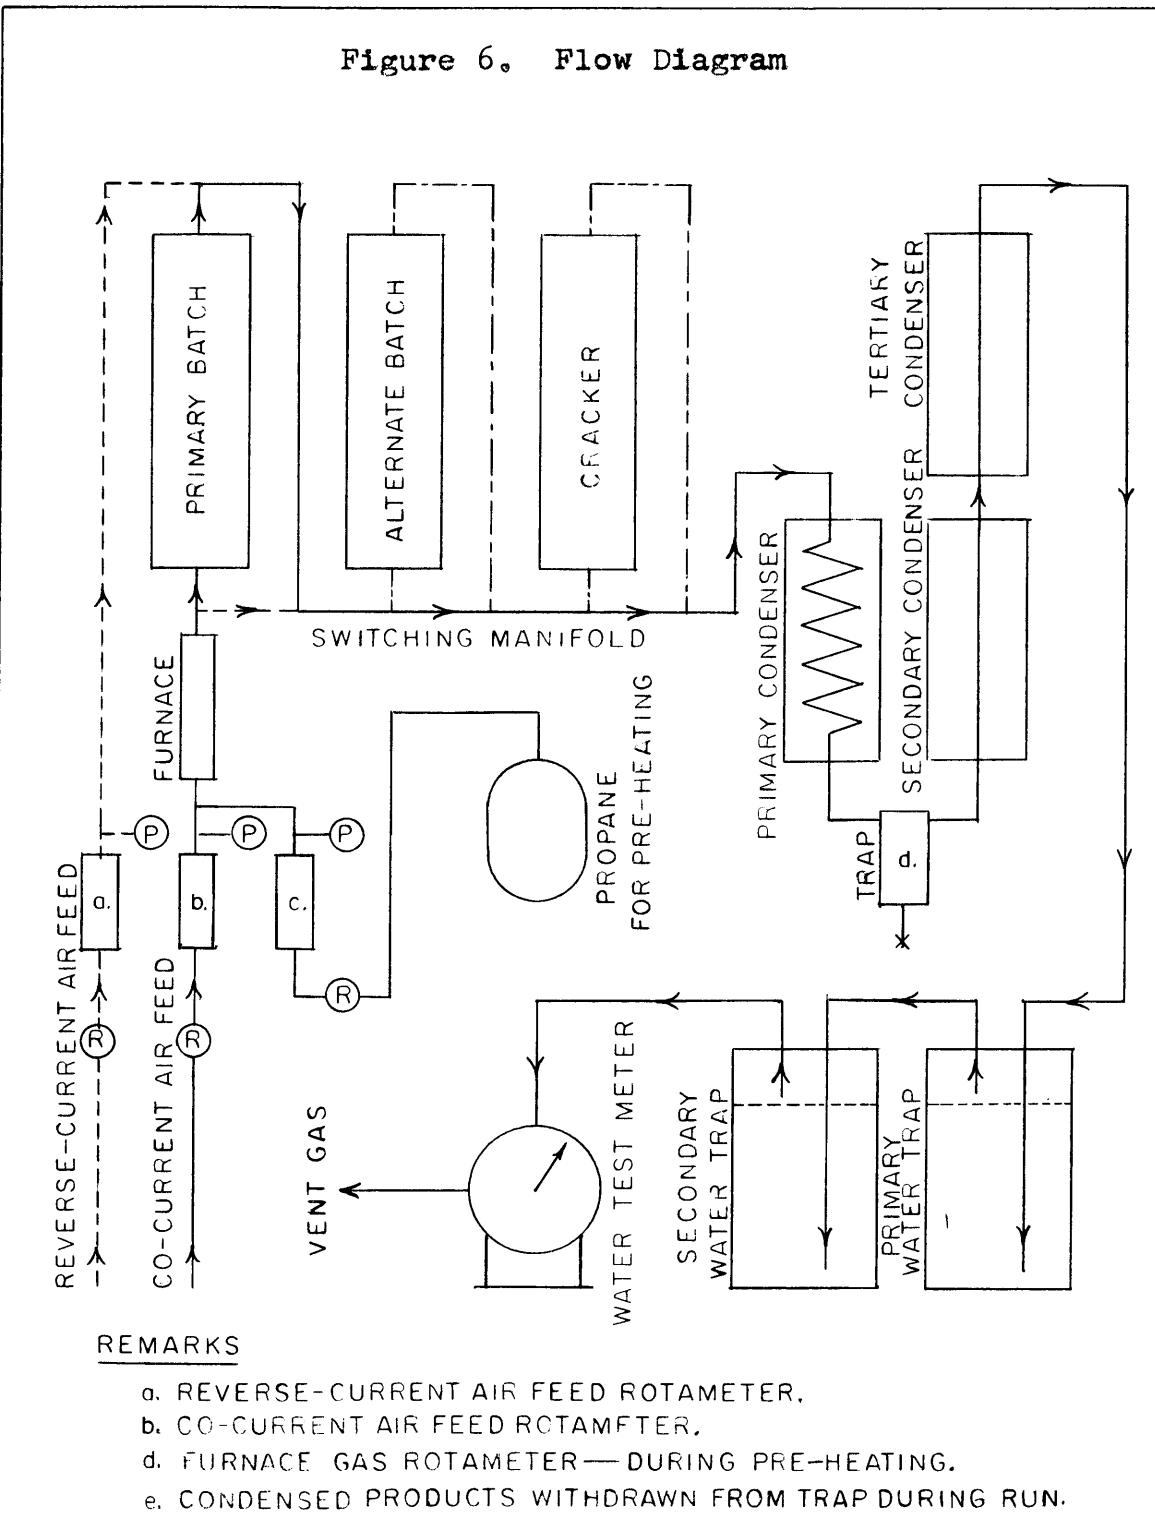 Figure 6. Flow Diagram
PRIMARY BATCH
ALTERNATE BATCH
CRACKER
TERTIARY
CONDENSER
SWITCHING MANIFOLD
PRIMARY CONDENSER
SECONDARY CONDENSER
FURNACE
PROPANE
FOR PRE-HEATING
P
P
P
TRAP
d.
a.
b.
c.
R
R
R
REVERSE-CURRENT AIR FEED
CO-CURRENT AIR FEED
VENT GAS
WATER TEST METER
SECONDARY
WATER TRAP
PRIMARY
WATER TRAP
REMARKS
a. REVERSE-CURRENT AIR FEED ROTAMETER.
b. CO-CURRENT AIR FEED ROTAMFTER.
d. FURNACE GAS ROTAMETER — DURING PRE-HEATING.
e. CONDENSED PRODUCTS WITHDRAWN FROM TRAP DURING RUN.